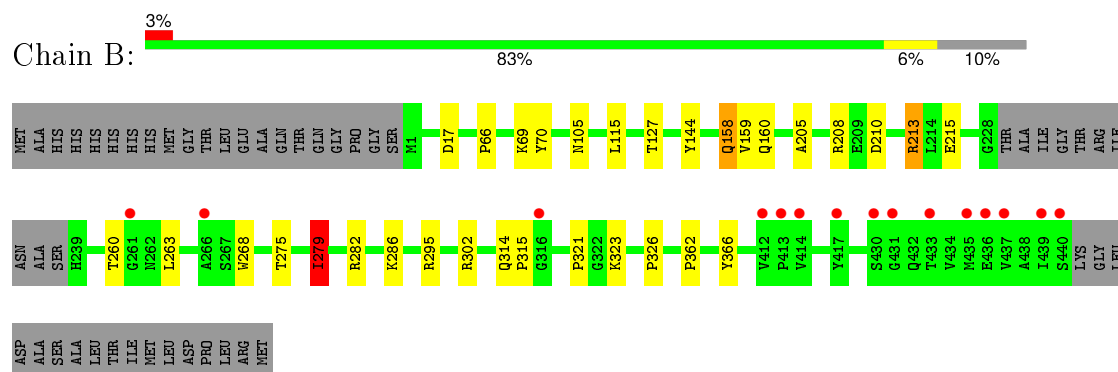 3%
Chain B:
83% 6% 10%
MET ALA HIS HIS HIS HIS HIS HIS MET GLY THR LEU GLU ALA GLN THR GLN GLY PRO GLY SER M1 D17 P66 K69 Y70 N105 L115 T127 Y144 Q158 V159 Q160 A205 R208 E209 D210 R213 L214 E215 G228 THR ALA ILE GLY THR ARG ILE
ASN ALA SER H239 T260 G261 N262 L263 A266 S267 W268 T275 I279 R282 K286 R295 R302 Q314 P315 G316 P321 G322 K323 P326 P362 Y366 V412 P413 V414 Y417 S430 G431 Q432 T433 V434 M435 E436 V437 A438 I439 S440 LYS GLY LEU
ASP ALA SER ALA LEU THR ILE MET LEU ASP PRO LEU ARG MET